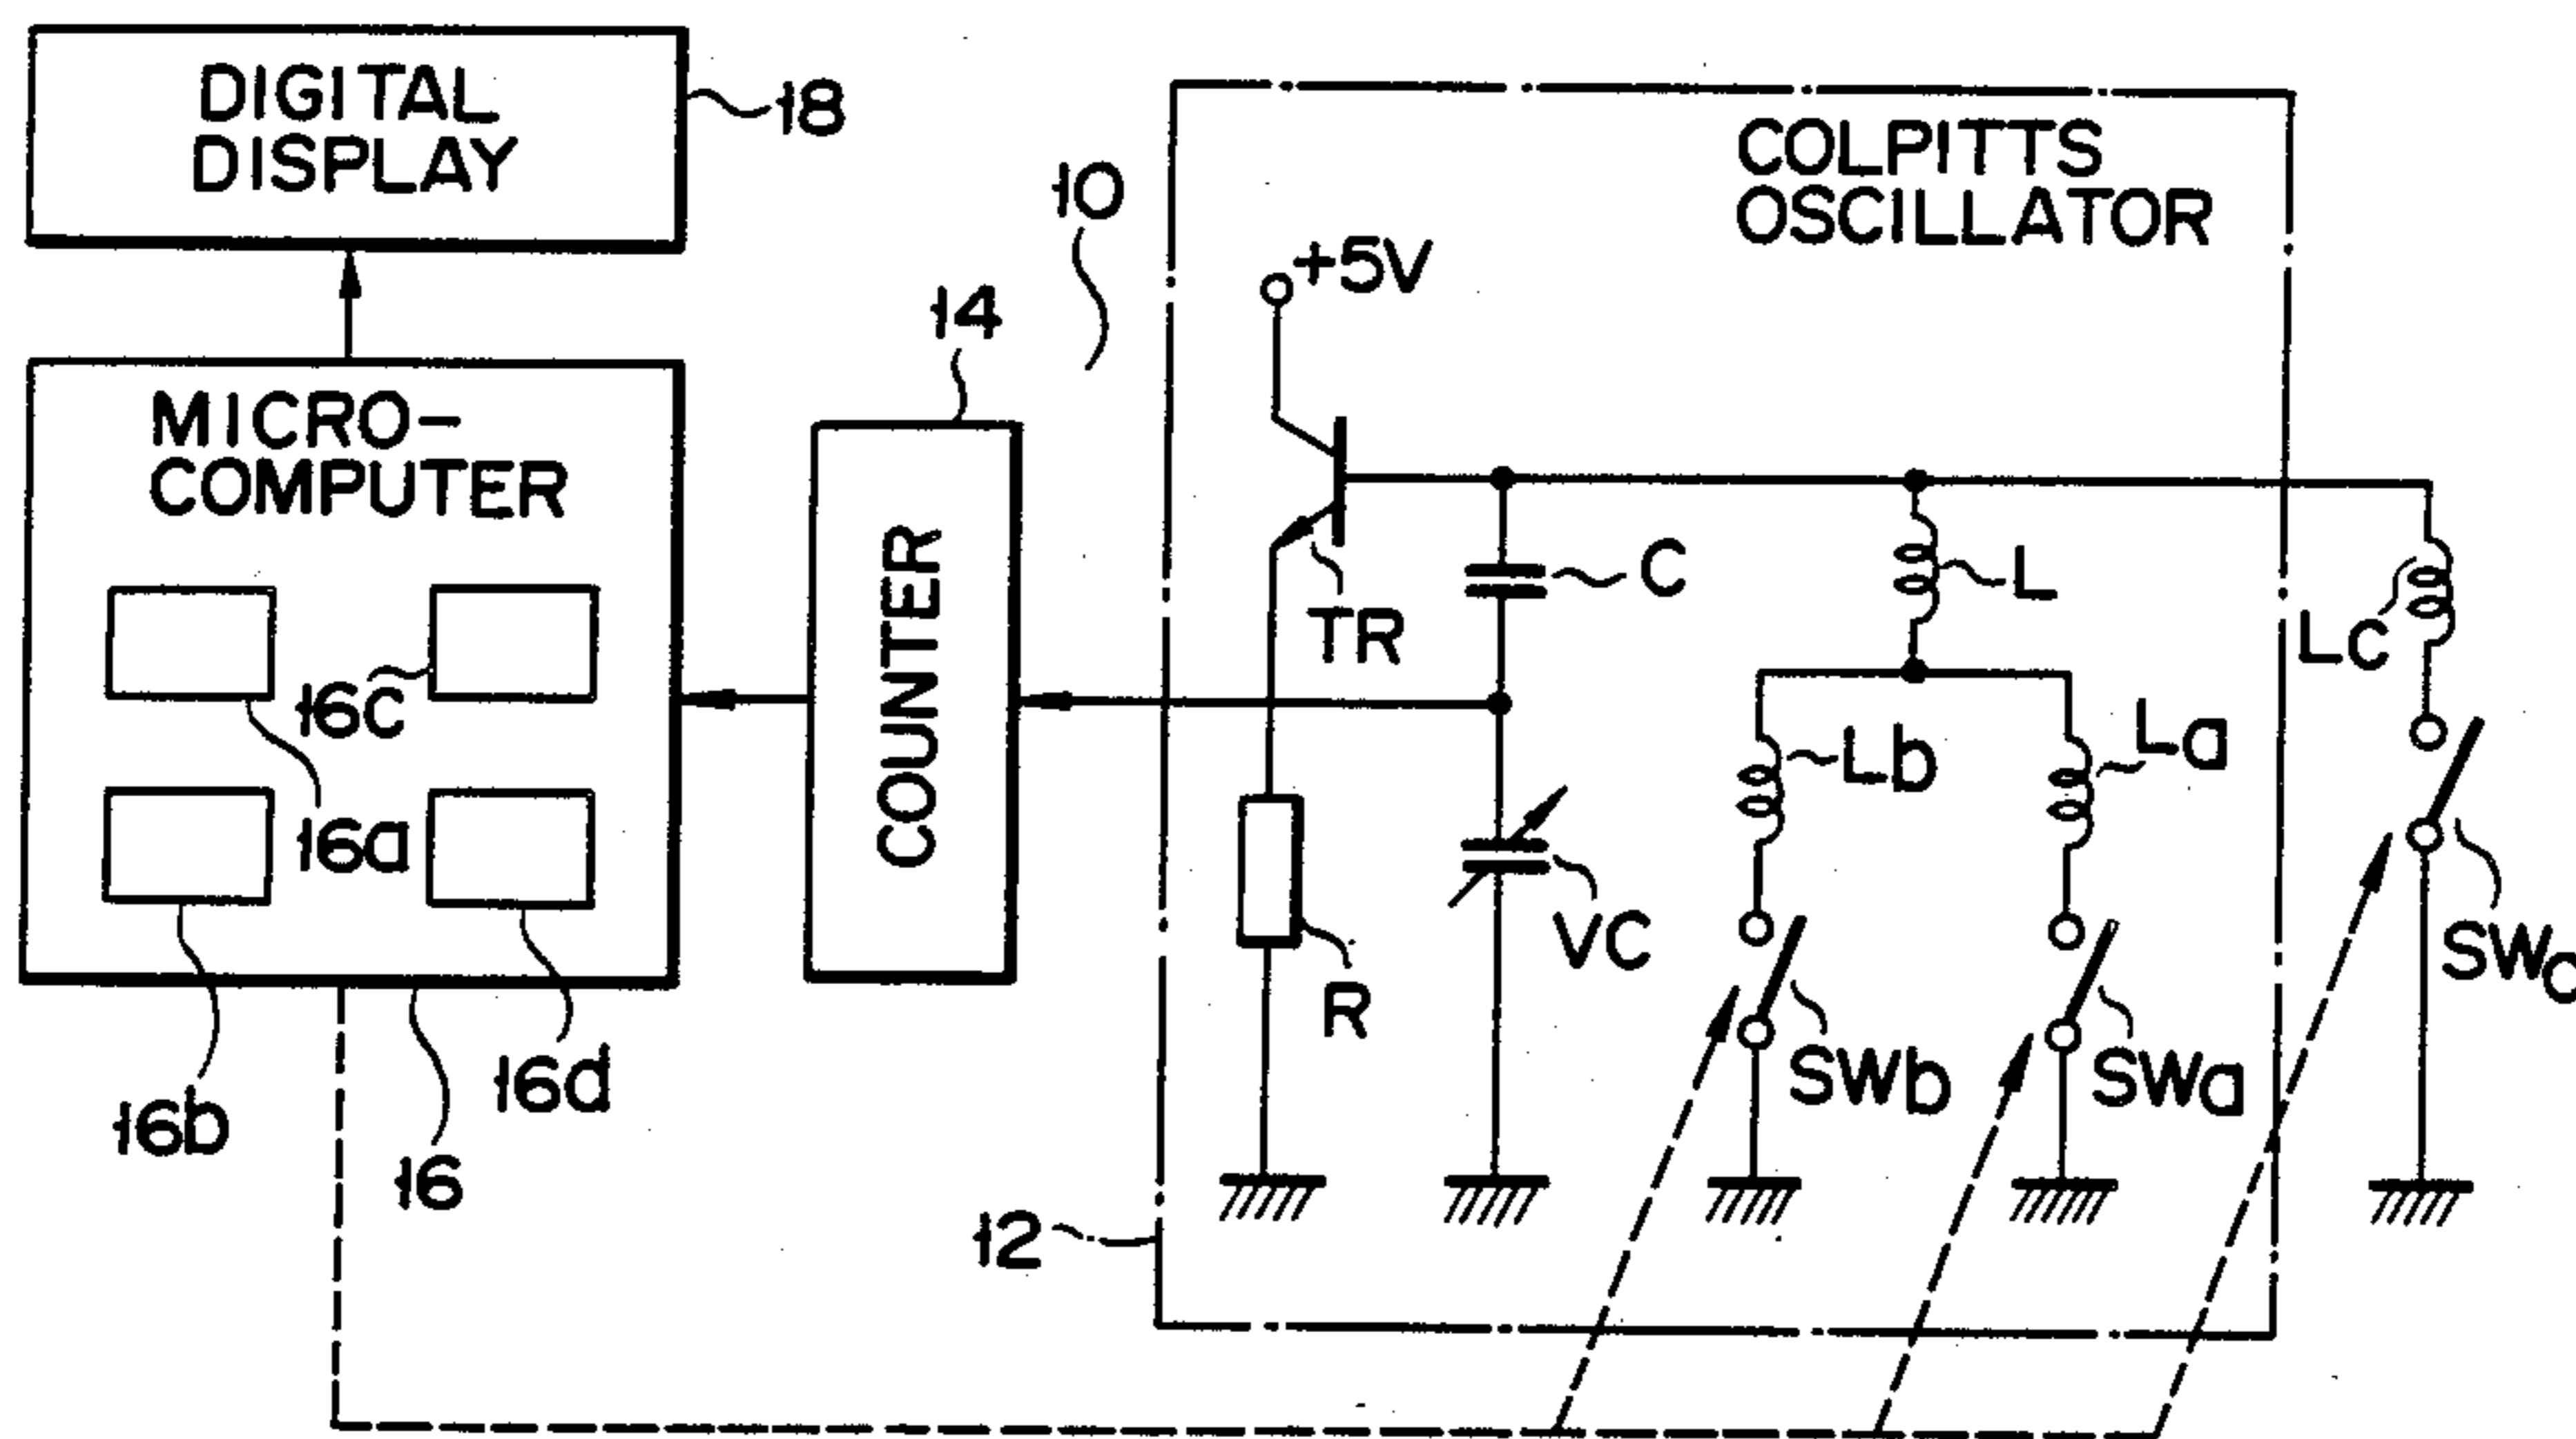 DIGITAL
DISPLAY
18
COLPITTS
OSCILLATOR
10
+5V
14
MICRO-
COMPUTER
COUNTER
C
L
TR
Lc
16c
Lb
La
16a
VC
R
SWc
SWb
SWa
16d
16b
16
12